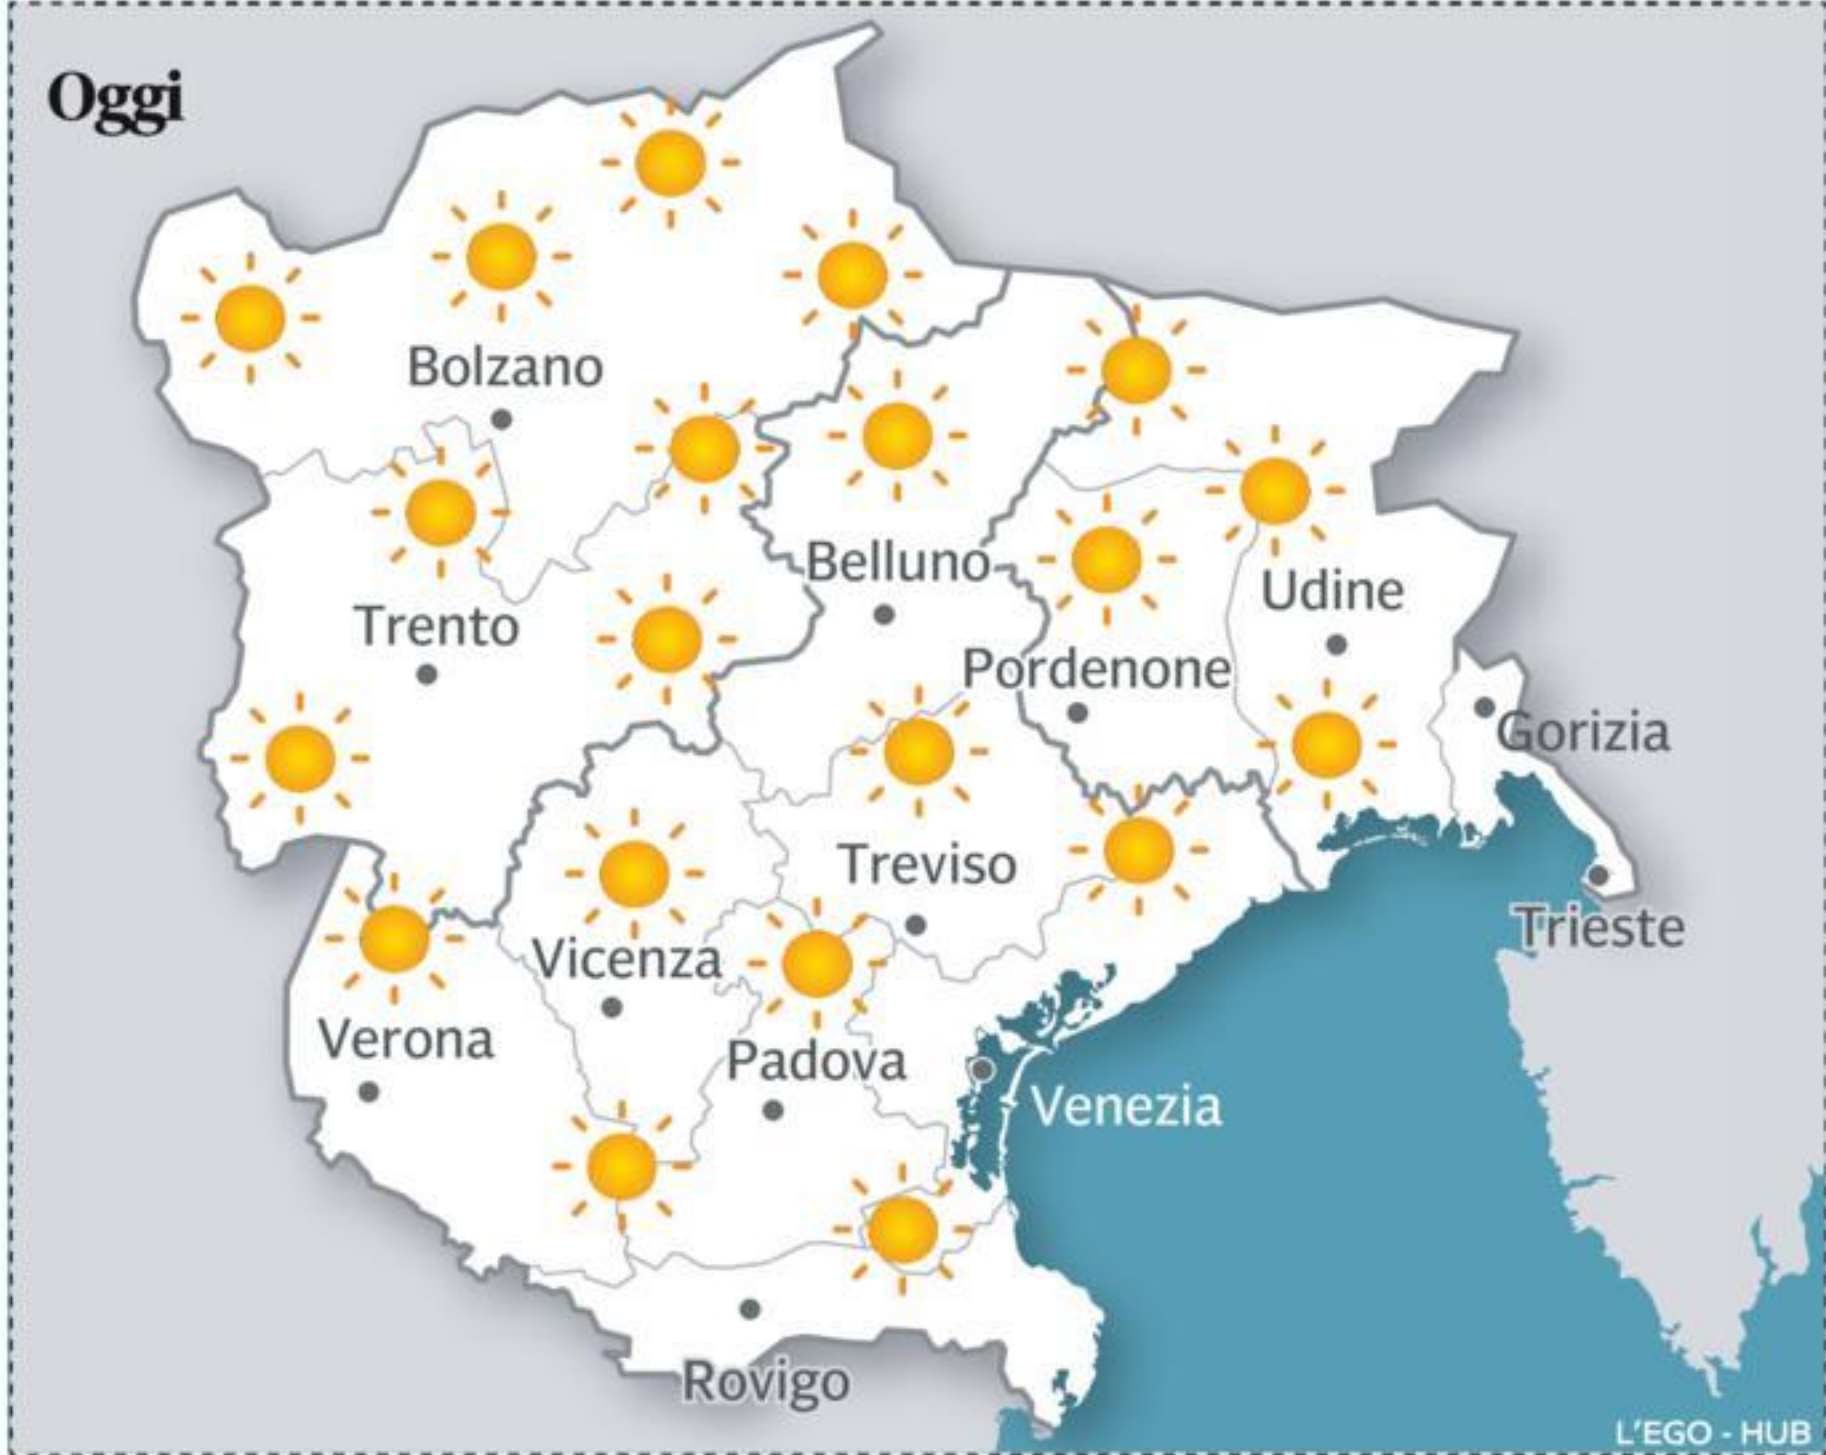 Oggi
Bolzano
Belluno
Udine
Trento
Pordenone
Gorizia
Treviso
Trieste
Vicenza
Verona
Padova
Venezia
Rovigo
L'EGO - HUB